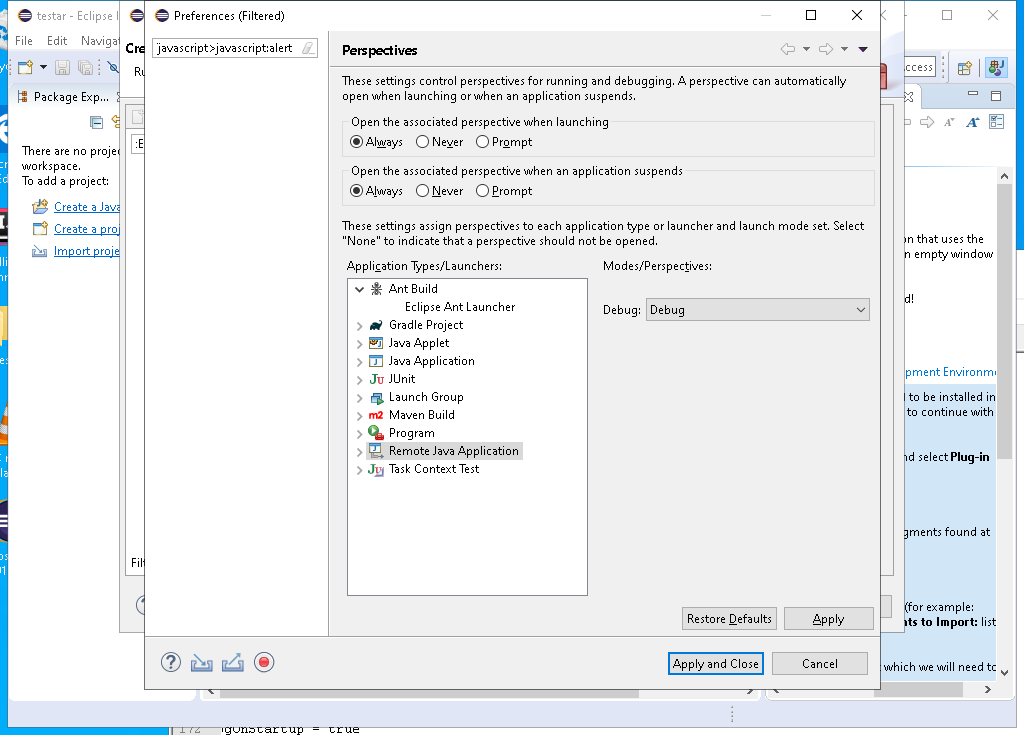 testar - Eclipse I
Preferences (Filtered)
File Edit Navigat
Cre
Ru
javascript>javascript:alert
Perspectives
ccess
Package Exp...
These settings control perspectives for running and debugging. A perspective can automatically
open when launching or when an application suspends.
Open the associated perspective when launching
Always Never Prompt
There are no projec
workspace.
To add a project:
Open the associated perspective when an application suspends
Always Never Prompt
Create a Java
Create a proj
Import proje
These settings assign perspectives to each application type or launcher and launch mode set. Select
"None" to indicate that a perspective should not be opened.
on that uses the
n empty window
Application Types/Launchers:
Modes/Perspectives:
Ant Build
Eclipse Ant Launcher
Debug: Debug
d!
Gradle Project
Java Applet
Java Application
JUnit
Launch Group
Maven Build
Program
Remote Java Application
Task Context Test
pment Environme
l to be installed in
to continue with
nd select Plug-in
gments found at
Filt
(for example:
nts to Import: list
Restore Defaults
Apply
Apply and Close
Cancel
which we will need to
172 gOnStartup = true